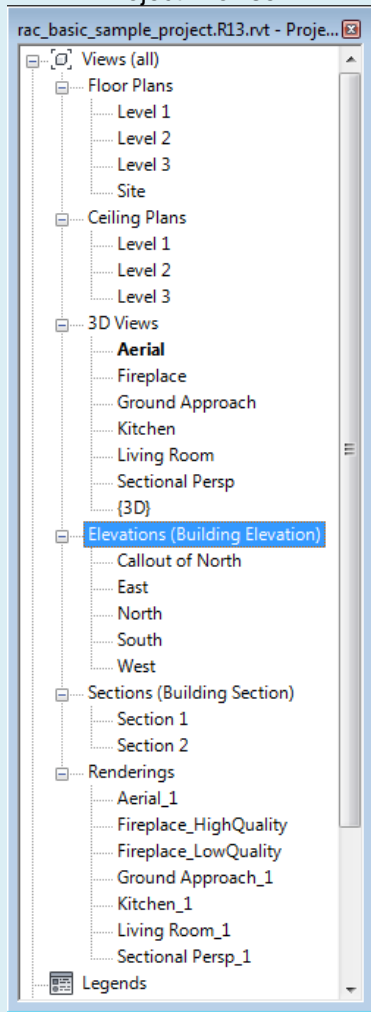 rac_basic_sample_project.R13.rvt - Proje...
Views (all)
Floor Plans
Level 1
Level 2
Level 3
Site
Ceiling Plans
Level 1
Level 2
Level 3
3D Views
Aerial
Fireplace
Ground Approach
Kitchen
Living Room
Sectional Persp
{3D}
Elevations (Building Elevation)
Callout of North
East
North
South
West
Sections (Building Section)
Section 1
Section 2
Renderings
Aerial_1
Fireplace_HighQuality
Fireplace_LowQuality
Ground Approach_1
Kitchen_1
Living Room_1
Sectional Persp_1
Legends